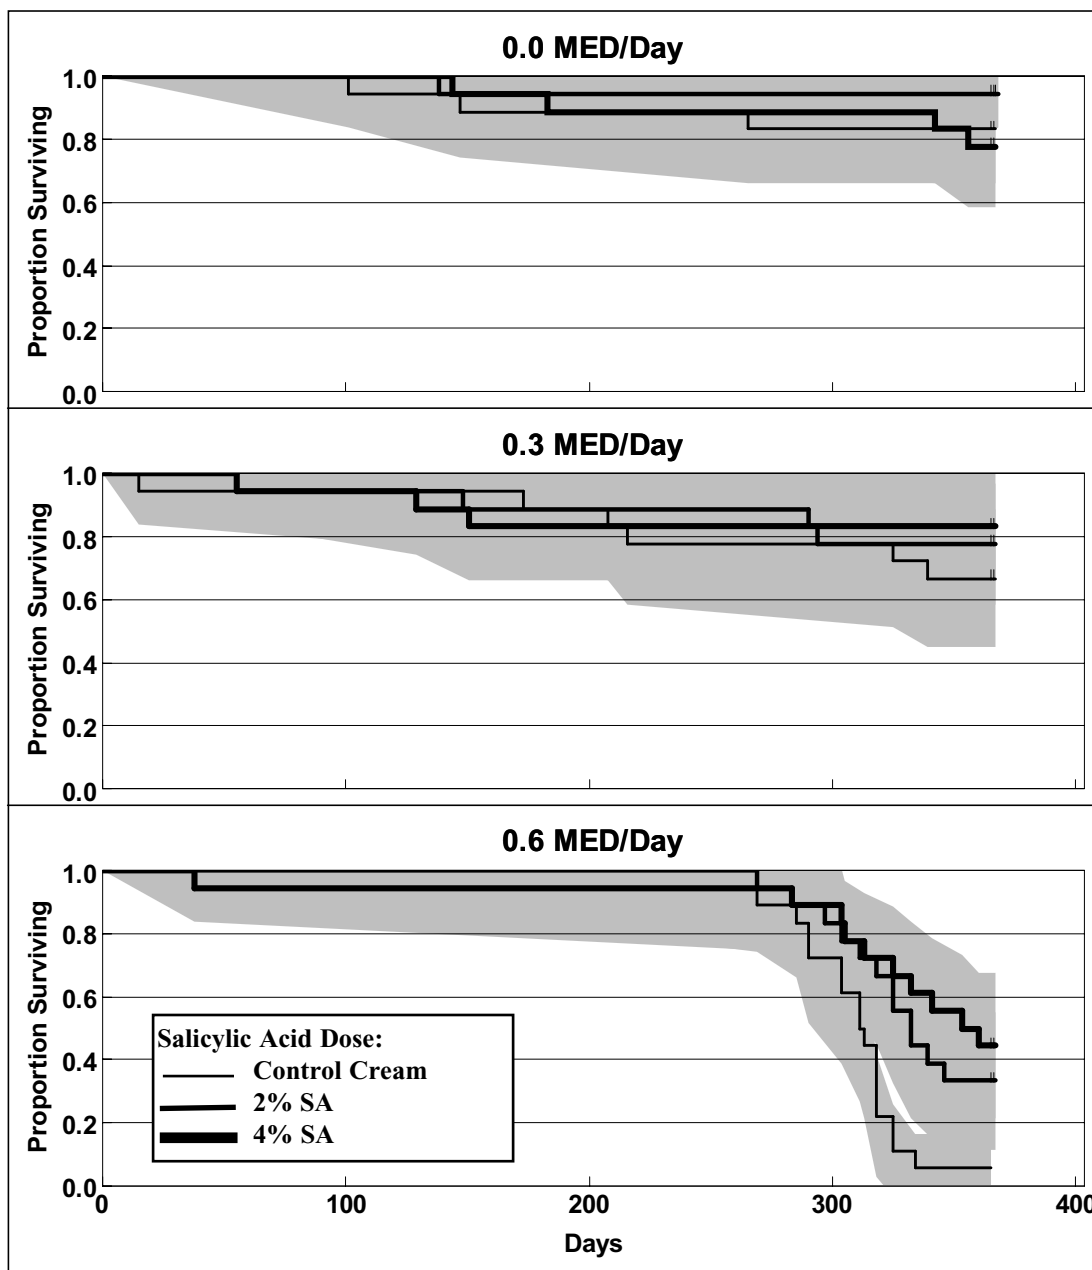 0.0 MED/Day
Proportion Surviving
1.0
0.8
0.6
0.4
0.2
0.0
0.3 MED/Day
Proportion Surviving
1.0
0.8
0.6
0.4
0.2
0.0
0.6 MED/Day
Proportion Surviving
1.0
0.8
0.6
0.4
0.2
0.0
Salicylic Acid Dose:
Control Cream
2% SA
4% SA
0 100 200 300 400
Days